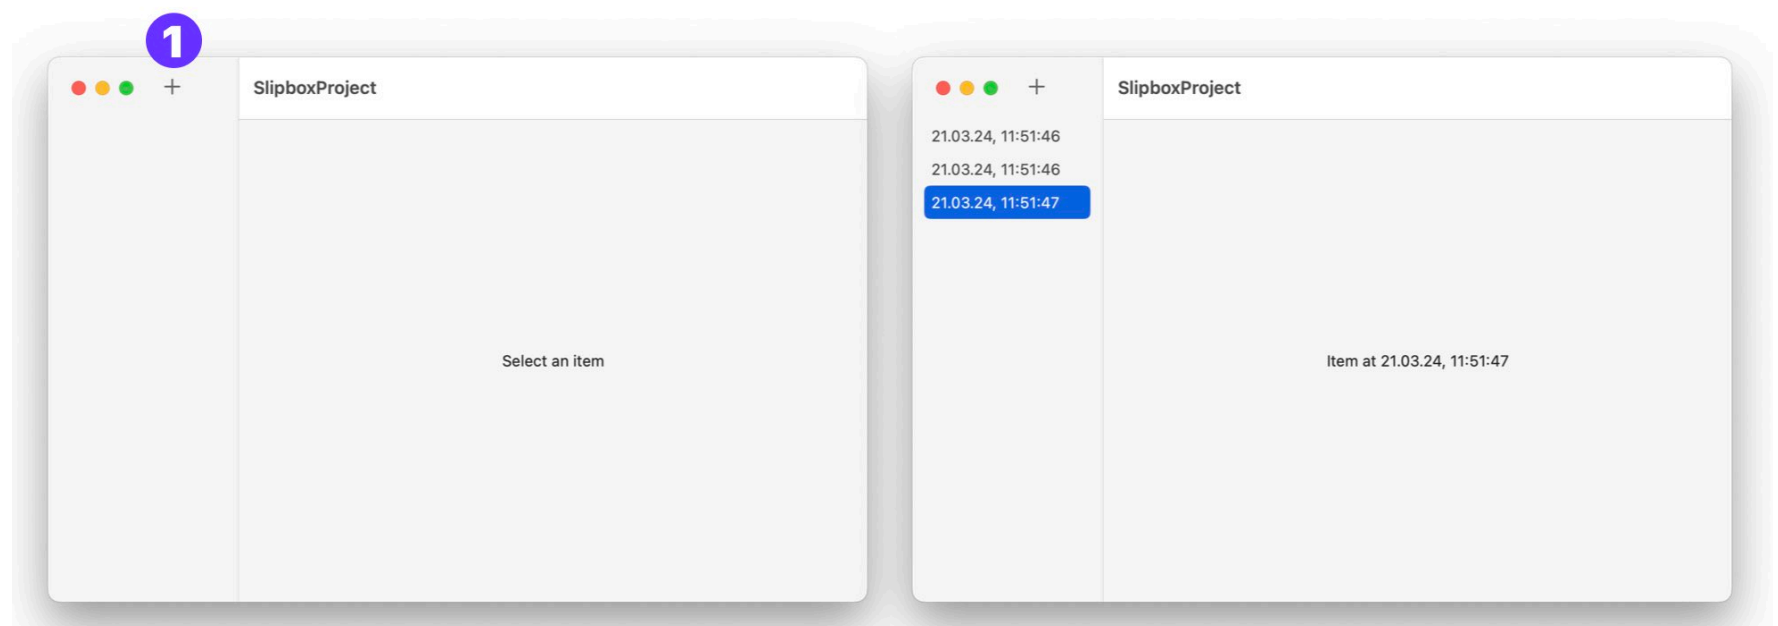 1
+ SlipboxProject
Select an item
+ SlipboxProject
21.03.24, 11:51:46
21.03.24, 11:51:46
21.03.24, 11:51:47
Item at 21.03.24, 11:51:47